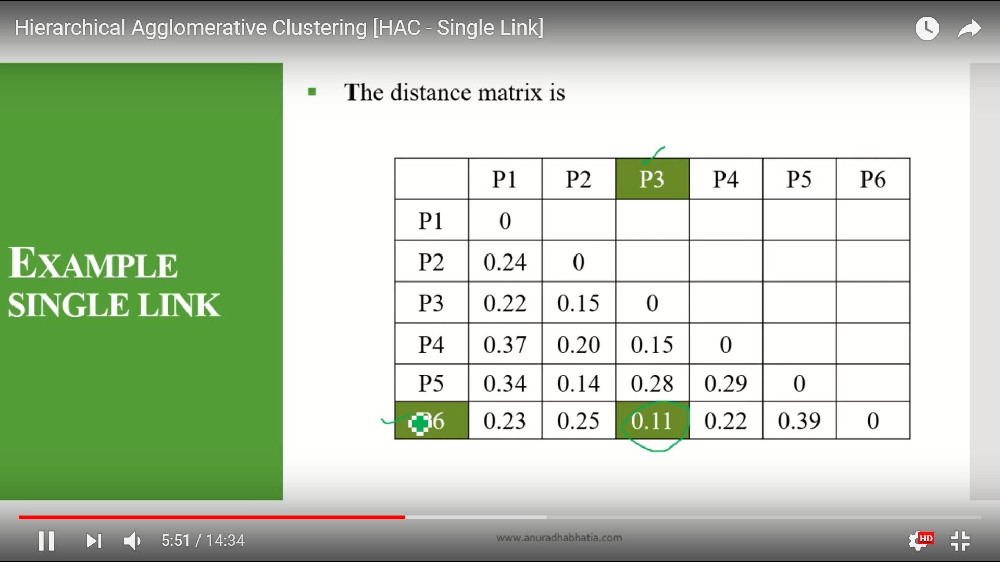 Hierarchical Agglomerative Clustering [HAC - Single Link]
The distance matrix is
EXAMPLE
SINGLE LINK
P1 P2 P3 P4 P5 P6
P1 0
P2 0.24 0
P3 0.22 0.15 0
P4 0.37 0.20 0.15 0
P5 0.34 0.14 0.28 0.29 0
P6 0.23 0.25 0.11 0.22 0.39 0
5:51 / 14:34
www.anuradhabhatia.com
HD